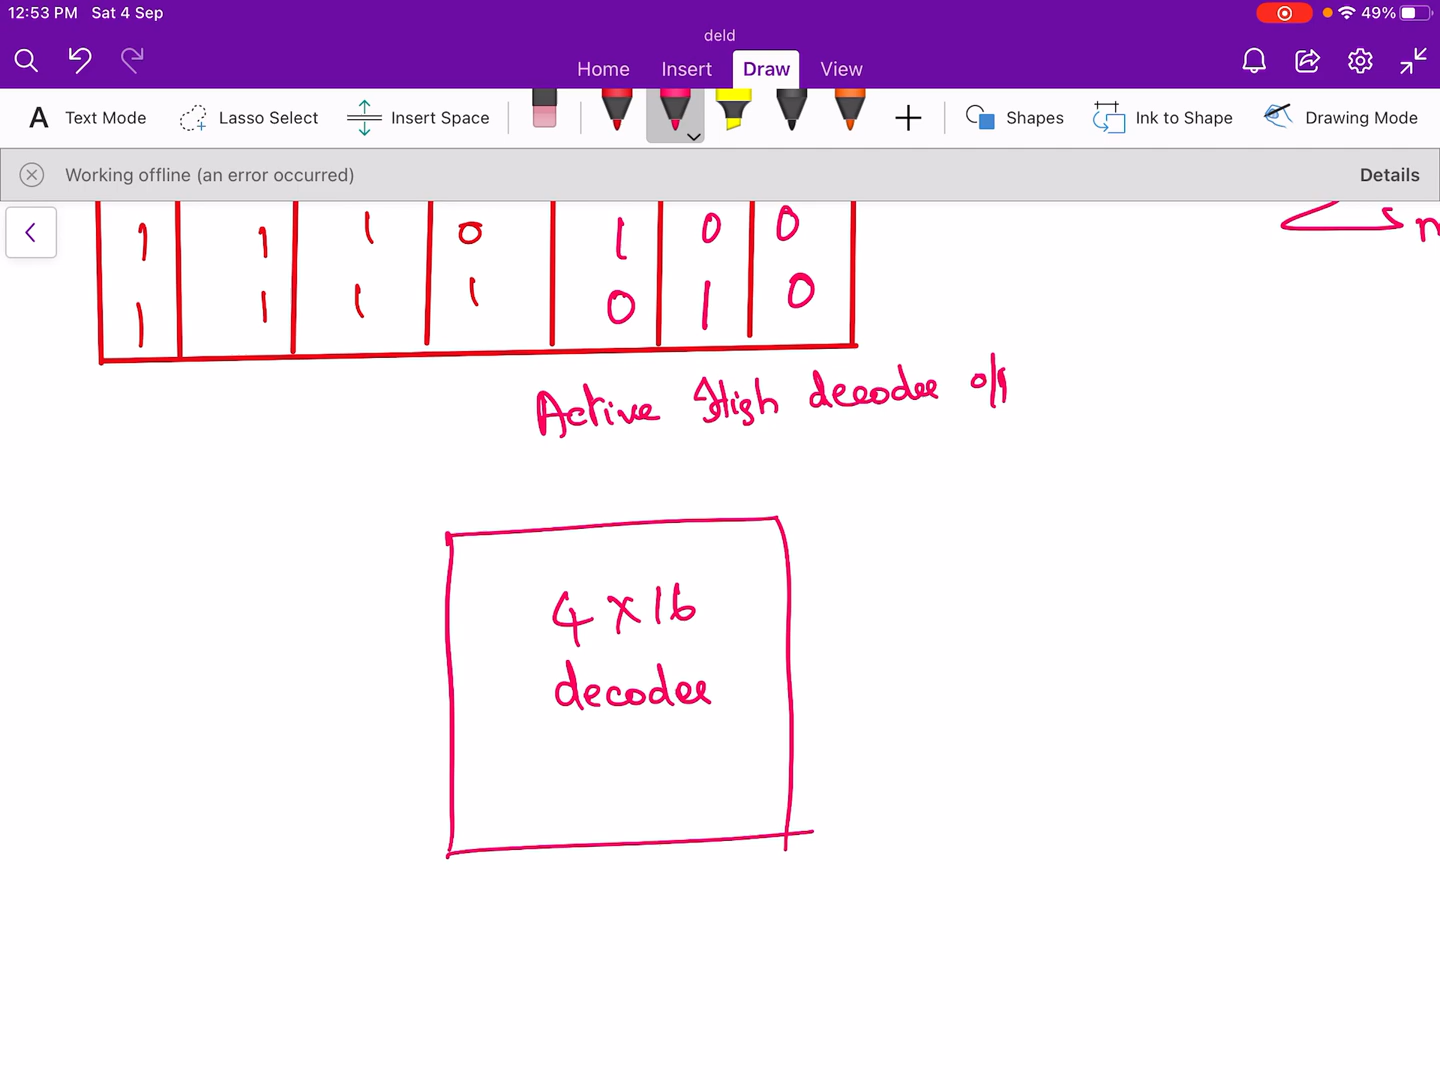 12:53 PM Sat 4 Sep 49%
deld
Home Insert Draw View
A Text Mode Lasso Select Insert Space Shapes Ink to Shape Drawing Mode
Working offline (an error occurred) Details
1 1 1 0 1 0 0
1 1 1 1 0 1 0
Active High decoder o/p
4 x 16
decoder